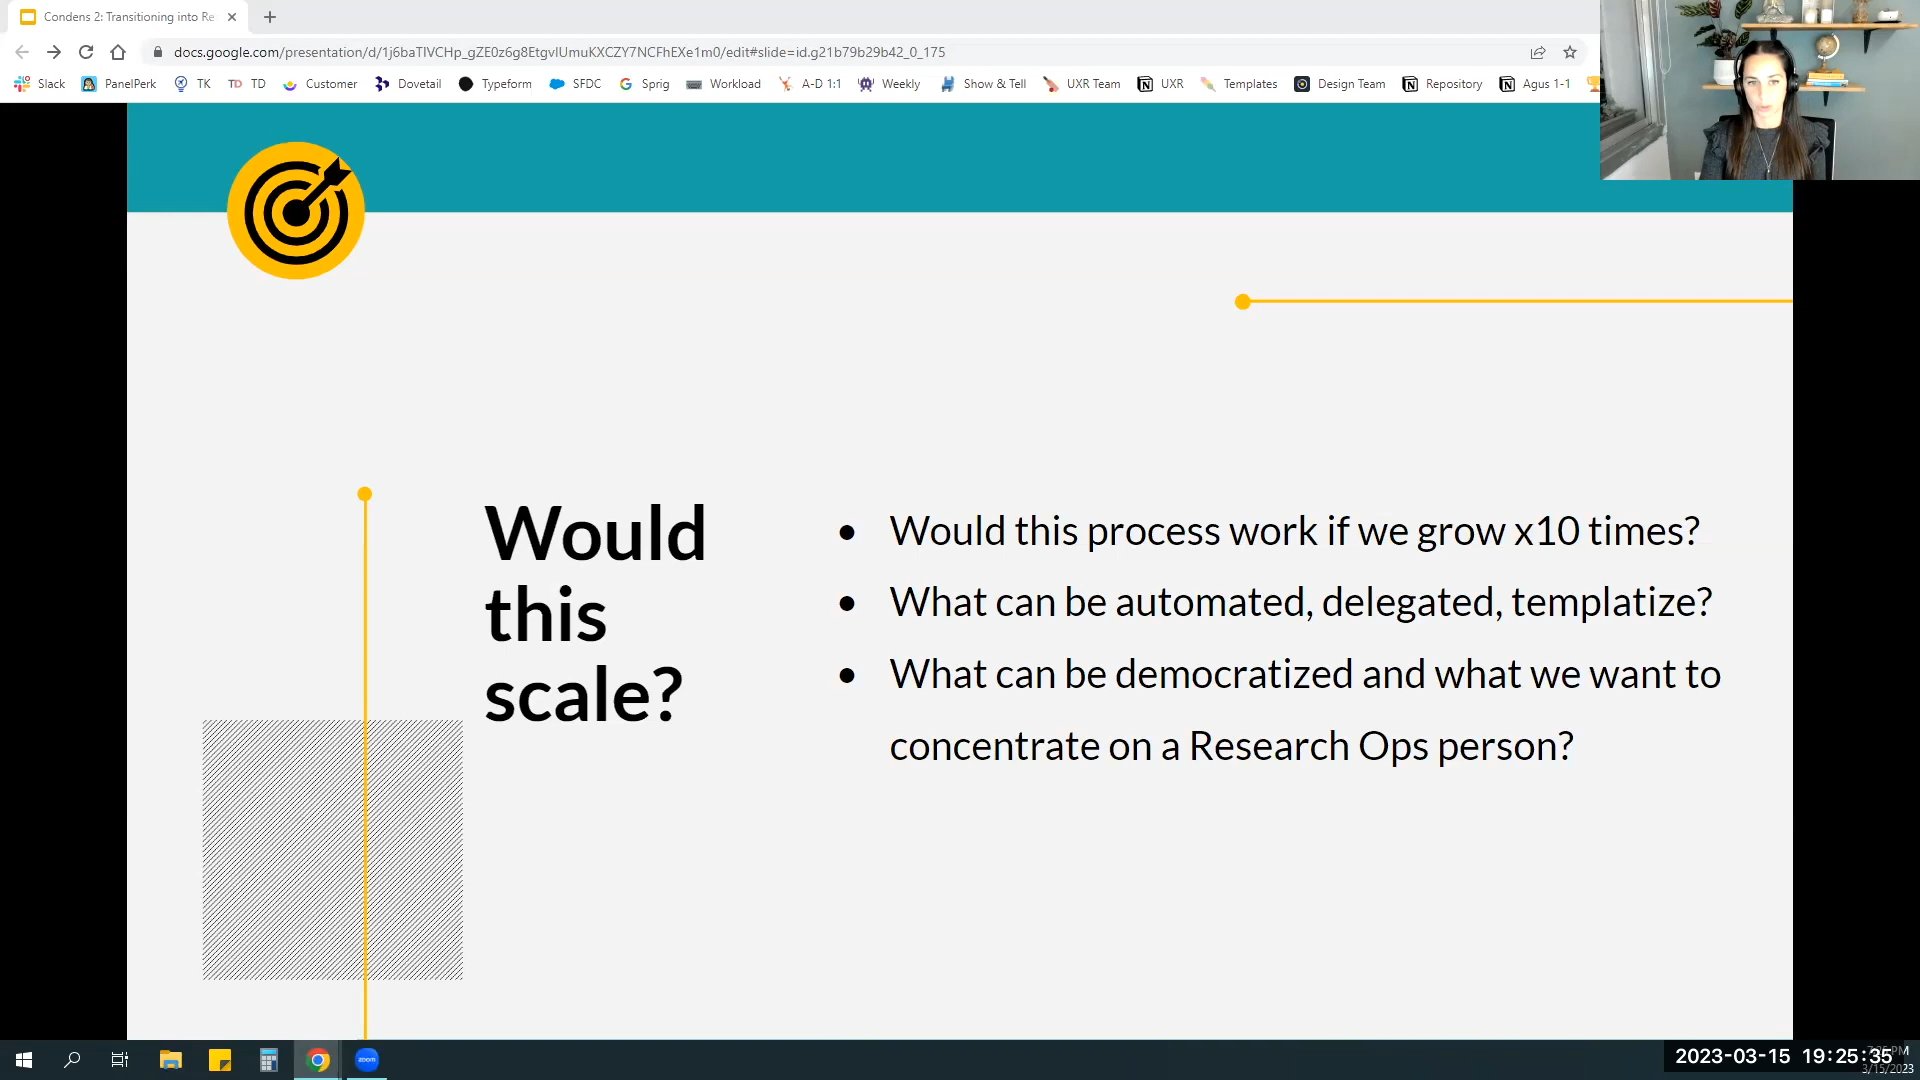 Condens 2: Transitioning into Re
docs.google.com/presentation/d/1j6baTlVCHp_gZE0z6g8EtgvlUmuKXCZY7NCFhEXe1m0/edit#slide=id.g21b79b29b42_0_175
Slack PanelPerk TK TD TD Customer Dovetail Typeform SFDC Sprig Workload A-D 1:1 Weekly Show & Tell UXR Team UXR Templates Design Team Repository Agus 1-1
Would
this
scale?
• Would this process work if we grow x10 times?
• What can be automated, delegated, templatize?
• What can be democratized and what we want to
concentrate on a Research Ops person?
zoom
2023-03-15 19:25:35
3/15/2023